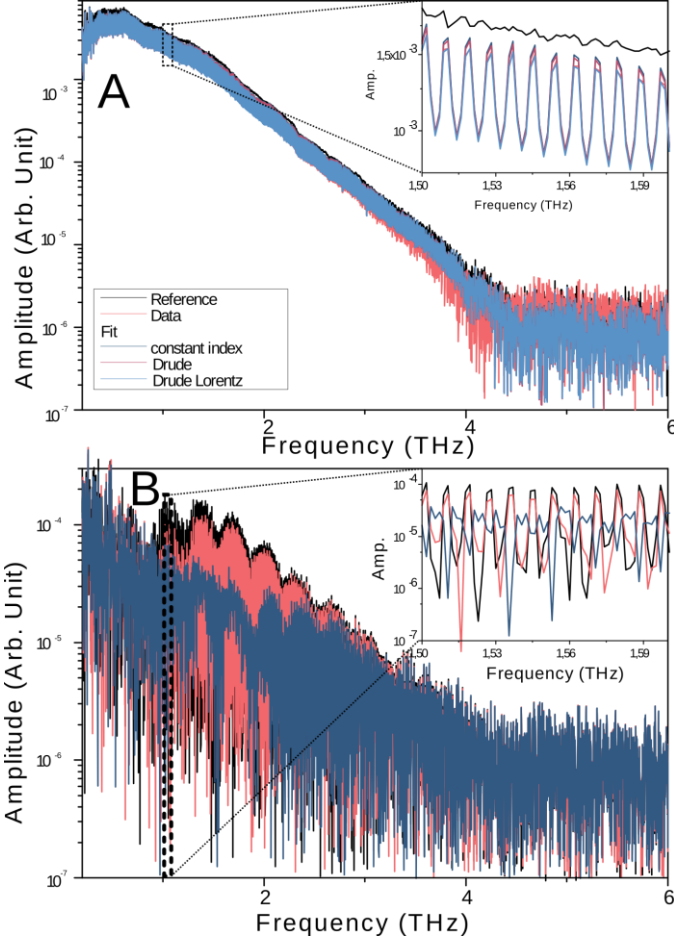 A
Amplitude (Arb. Unit)
10-3
10-4
10-5
10-6
10-7
2
4
6
Frequency (THz)
Reference
Data
Fit
constant index
Drude
Drude Lorentz
Amp.
1,5x10-3
10-3
1,50
1,53
1,56
1,59
Frequency (THz)
B
Amplitude (Arb. Unit)
10-4
10-5
10-6
10-7
2
4
6
Frequency (THz)
Amp.
10-4
10-5
10-6
10-7
1,50
1,53
1,56
1,59
Frequency (THz)